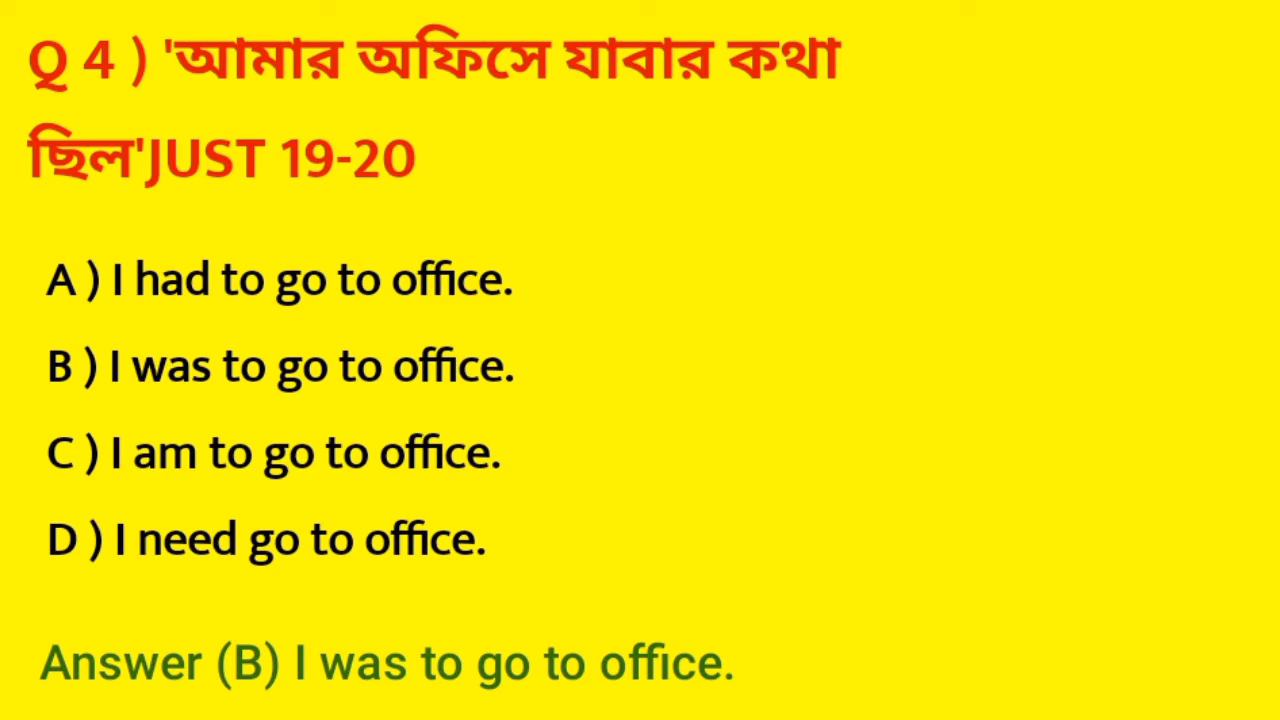 Q 4 ) 'আমার অফিসে যাবার কথা
ছিল'JUST 19-20
A ) I had to go to office.
B ) I was to go to office.
C ) I am to go to office.
D ) I need go to office.
Answer (B) I was to go to office.